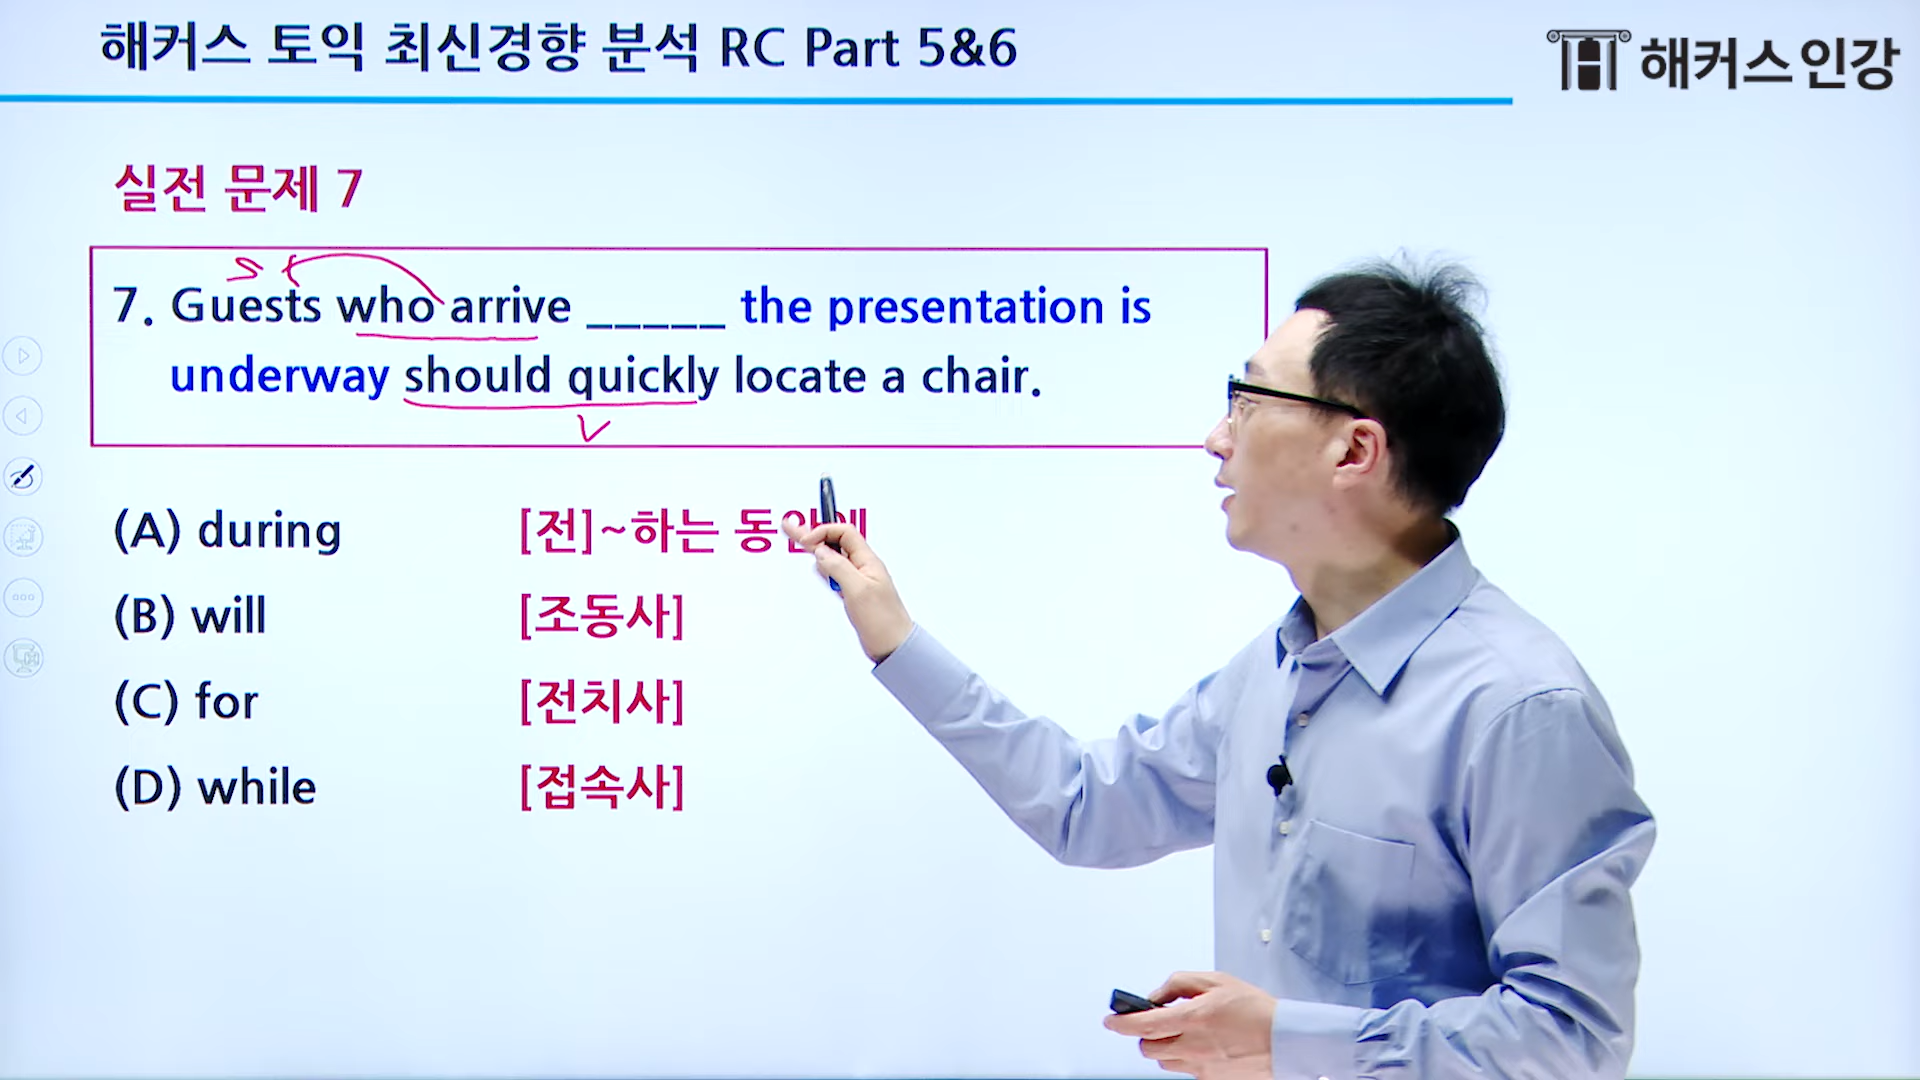 해커스 토익 최신경향 분석 RC Part 5&6
해커스인강
실전 문제 7
S
7. Guests who arrive _____ the presentation is
underway should quickly locate a chair.
V
(A) during [전]~하는 동안에
(B) will [조동사]
(C) for [전치사]
(D) while [접속사]